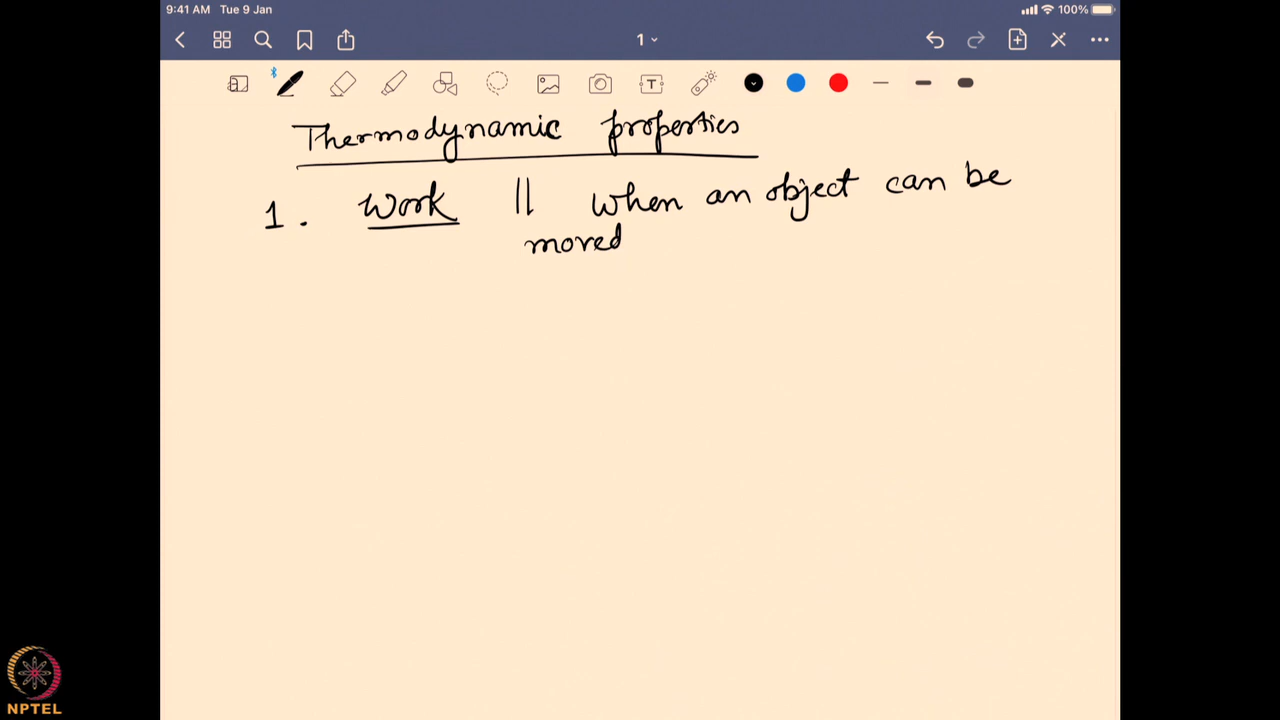 9:41 AM Tue 9 Jan
100%
1
T
Thermodynamic properties
1. Work || when an object can be
moved
NPTEL